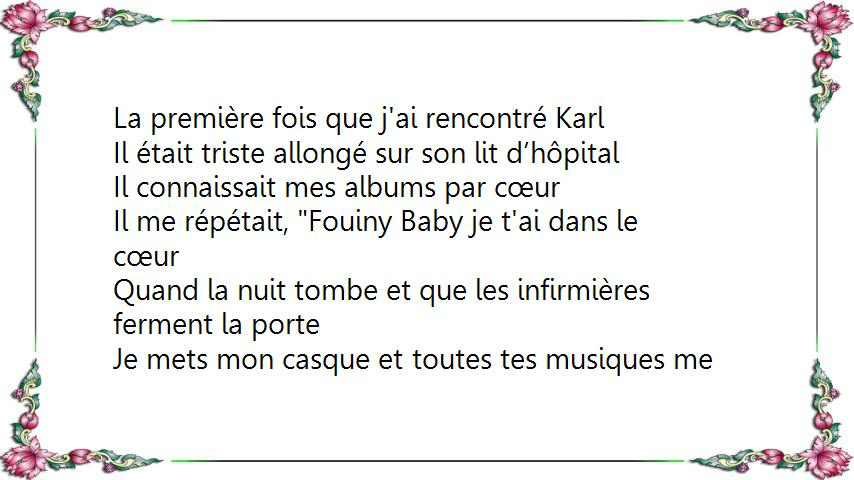 La première fois que j'ai rencontré Karl
Il était triste allongé sur son lit d’hôpital
Il connaissait mes albums par cœur
Il me répétait, "Fouiny Baby je t'ai dans le
cœur
Quand la nuit tombe et que les infirmières
ferment la porte
Je mets mon casque et toutes tes musiques me